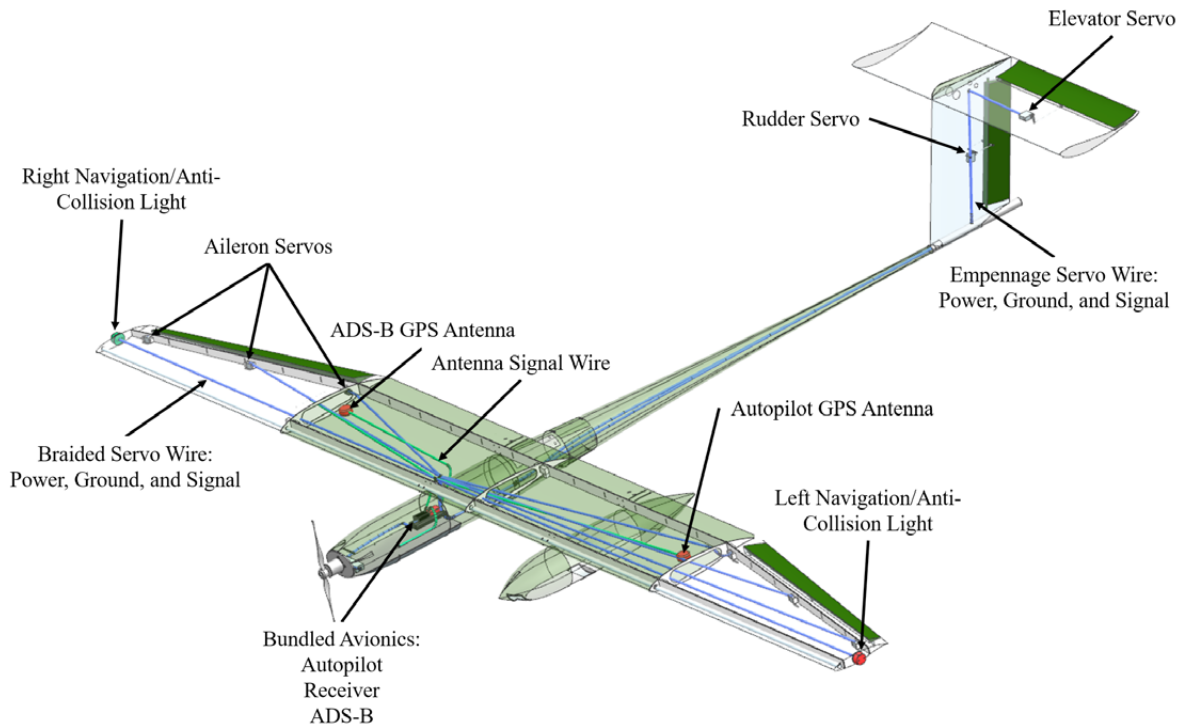 Elevator Servo
Rudder Servo
Right Navigation/Anti-
Collision Light
Aileron Servos
ADS-B GPS Antenna
Antenna Signal Wire
Empennage Servo Wire:
Power, Ground, and Signal
Autopilot GPS Antenna
Braided Servo Wire:
Power, Ground, and Signal
Left Navigation/Anti-
Collision Light
Bundled Avionics:
Autopilot
Receiver
ADS-B